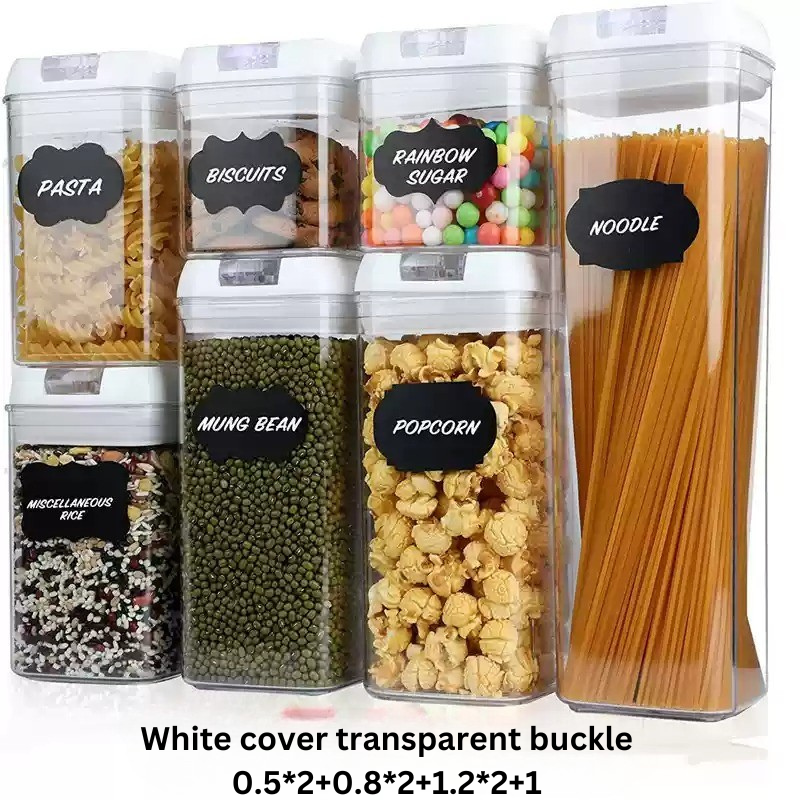 PASTA
BISCUITS
RAINBOW
SUGAR
NOODLE
MUNG BEAN
POPCORN
MISCELLANEOUS
RICE
White cover transparent buckle
0.5*2+0.8*2+1.2*2+1